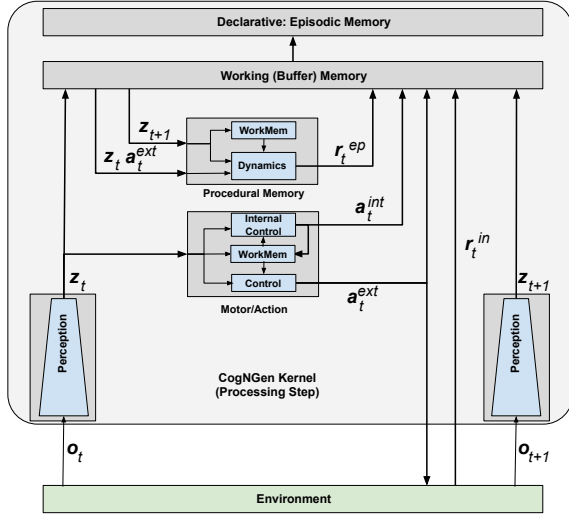 Declarative: Episodic Memory
Working (Buffer) Memory
z_{t+1}
z_t a_t^{ext}
WorkMem
Dynamics
r_t^{ep}
Procedural Memory
a_t^{int}
Internal
Control
WorkMem
Control
r_t^{in}
z_t
a_t^{ext}
z_{t+1}
Motor/Action
Perception
Perception
CogNGen Kernel
(Processing Step)
o_t
o_{t+1}
Environment